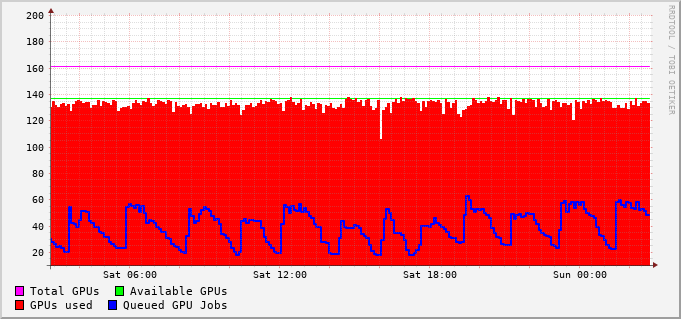 200
180
160
140
120
100
80
60
40
20
Sat 06:00 Sat 12:00 Sat 18:00 Sun 00:00
Total GPUs Available GPUs
GPUs used Queued GPU Jobs
RRDTOOL / TOBI OETIKER